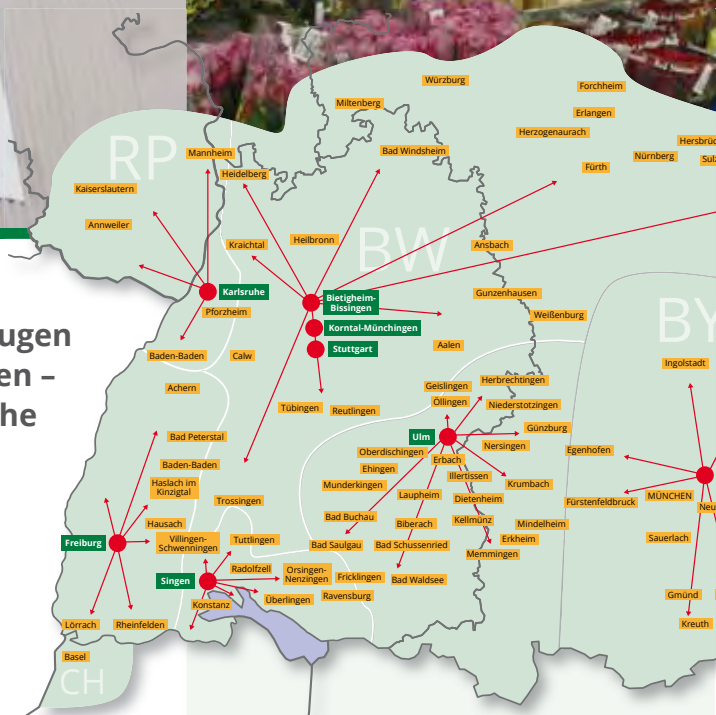 Würzburg
Forchheim
Miltenberg
Erlangen
Herzogenaurach
Hersbrüc
Bad Windsheim
Mannheim
Nürnberg
Sulz
RP
Heidelberg
Fürth
Kaiserslautern
Annweiler
Kraichtal
Heilbronn
BW
Ansbach
Karlsruhe
Bietigheim-
Bissingen
Gunzenhausen
Pforzheim
Weißenburg
BY
ugen
Korntal-Münchingen
Stuttgart
Aalen
Baden-Baden
Calw
Ingolstadt
en –
Achern
Geislingen
Herbrechtingen
Öllingen
Niederstotzingen
he
Tübingen
Reutlingen
Günzburg
Bad Peterstal
Ulm
Nersingen
Egenhofen
Oberdischingen
Erbach
Baden-Baden
Ehingen
Illertissen
Krumbach
Haslach im
Kinzigtal
Munderkingen
Laupheim
Dietenheim
MÜNCHEN
Fürstenfeldbruck
Neu
Trossingen
Bad Buchau
Kellmünz
Biberach
Mindelheim
Hausach
Freiburg
Villingen-
Schwenningen
Tuttlingen
Bad Saulgau
Bad Schussenried
Erkheim
Sauerlach
Memmingen
Radolfzell
Orsingen-
Nenzingen
Fricklingen
Bad Waldsee
Singen
Ravensburg
Gmünd
Konstanz
Überlingen
Lörrach
Rheinfelden
Kreuth
Basel
CH